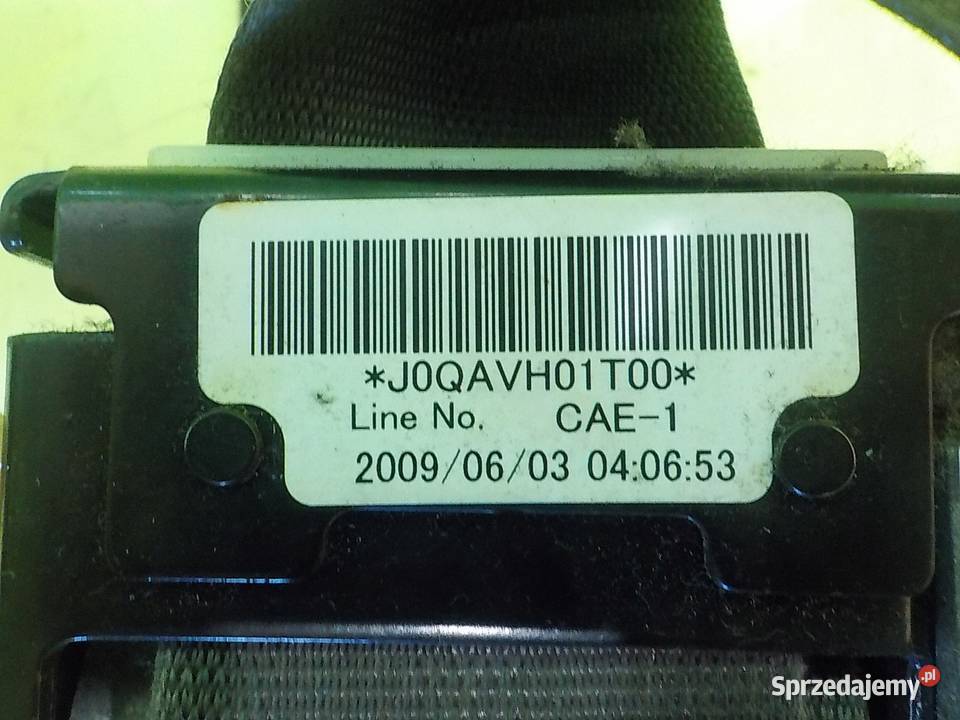 *J0QAVH01T00*
Line No. CAE-1
2009/06/03 04:06:53
Sprzedajemy.pl